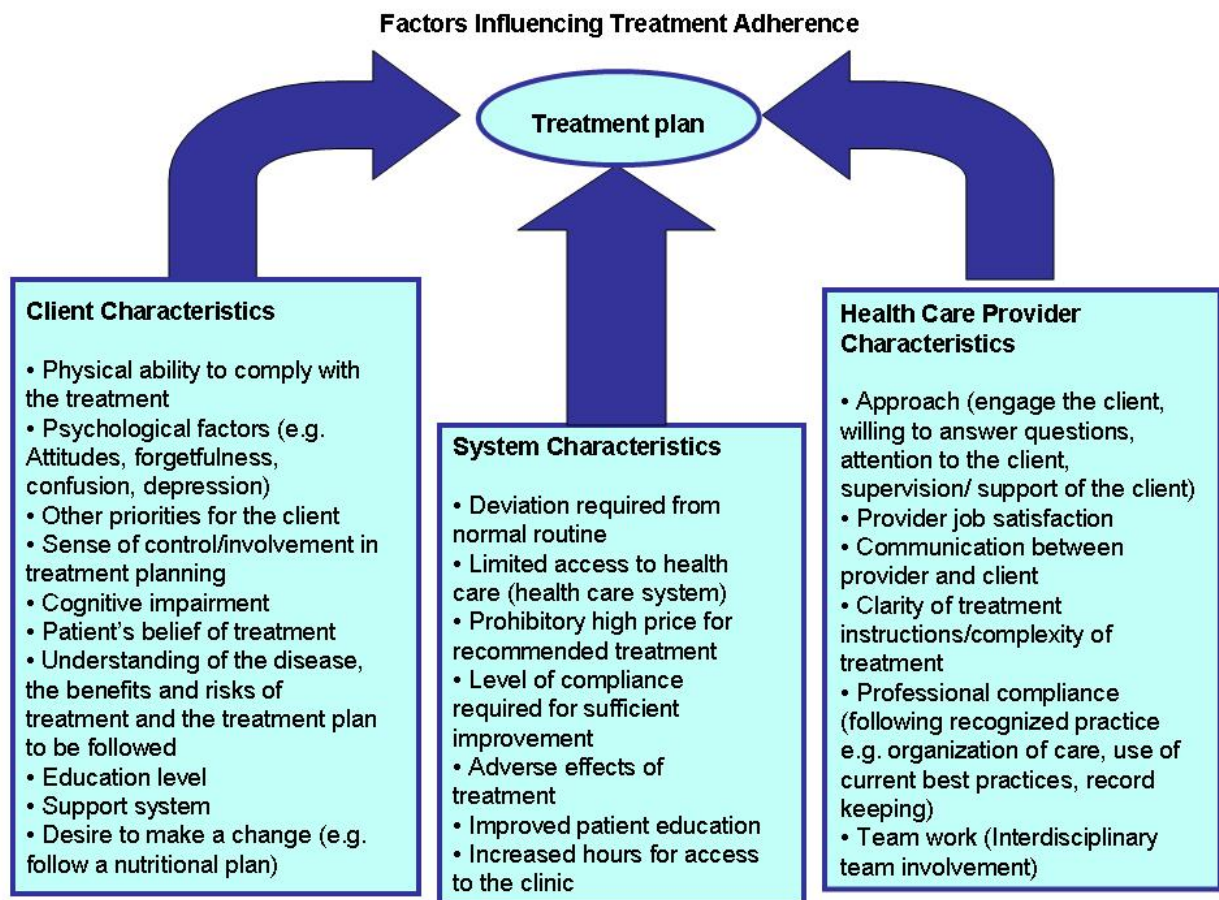 Factors Influencing Treatment Adherence
Treatment plan
Client Characteristics
• Physical ability to comply with
the treatment
• Psychological factors (e.g.
Attitudes, forgetfulness,
confusion, depression)
• Other priorities for the client
• Sense of control/involvement in
treatment planning
• Cognitive impairment
• Patient's belief of treatment
• Understanding of the disease,
the benefits and risks of
treatment and the treatment plan
to be followed
• Education level
• Support system
• Desire to make a change (e.g.
follow a nutritional plan)
System Characteristics
• Deviation required from
normal routine
• Limited access to health
care (health care system)
• Prohibitory high price for
recommended treatment
• Level of compliance
required for sufficient
improvement
• Adverse effects of
treatment
• Improved patient education
• Increased hours for access
to the clinic
Health Care Provider
Characteristics
• Approach (engage the client,
willing to answer questions,
attention to the client,
supervision/ support of the client)
• Provider job satisfaction
• Communication between
provider and client
• Clarity of treatment
instructions/complexity of
treatment
• Professional compliance
(following recognized practice
e.g. organization of care, use of
current best practices, record
keeping)
• Team work (Interdisciplinary
team involvement)